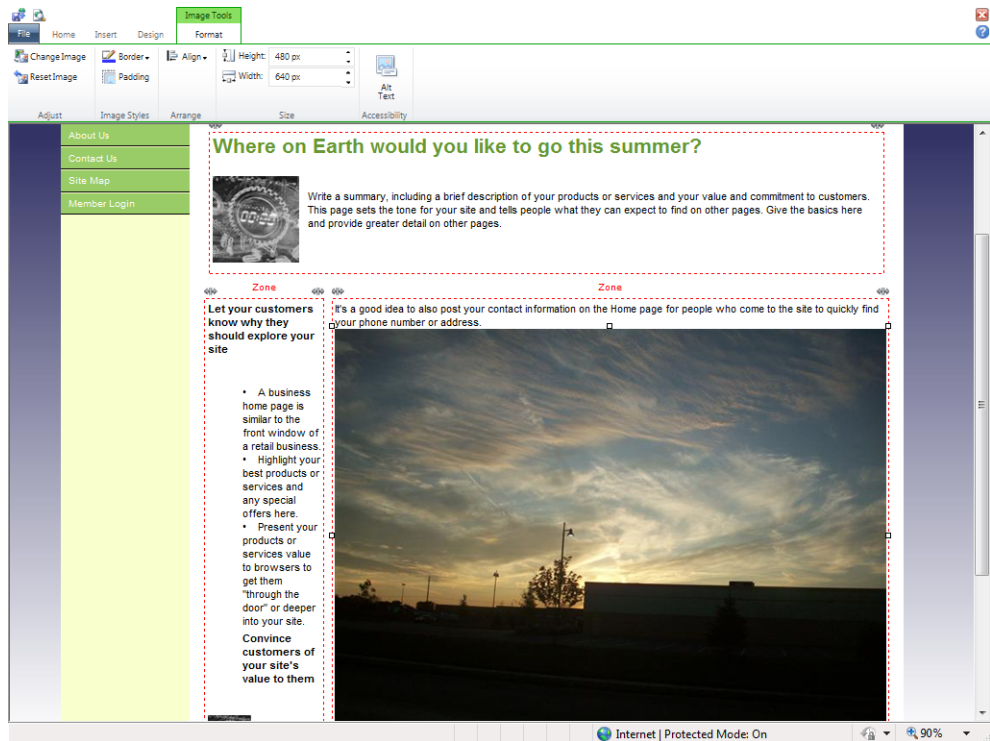 Image Tools
File Home Insert Design Format
Change Image Border Align Height: 480 px
Reset Image Padding Width: 640 px
Alt
Text
Adjust Image Styles Arrange Size Accessibility
About Us
Contact Us
Site Map
Member Login
Where on Earth would you like to go this summer?
00:60
Write a summary, including a brief description of your products or services and your value and commitment to customers.
This page sets the tone for your site and tells people what they can expect to find on other pages. Give the basics here
and provide greater detail on other pages.
Zone
Let your customers
know why they
should explore your
site
• A business
home page is
similar to the
front window of
a retail business.
• Highlight your
best products or
services and
any special
offers here.
• Present your
products or
services value
to browsers to
get them
"through the
door" or deeper
into your site.
Convince
customers of
your site's
value to them
Zone
It's a good idea to also post your contact information on the Home page for people who come to the site to quickly find
your phone number or address.
Internet | Protected Mode: On 90%